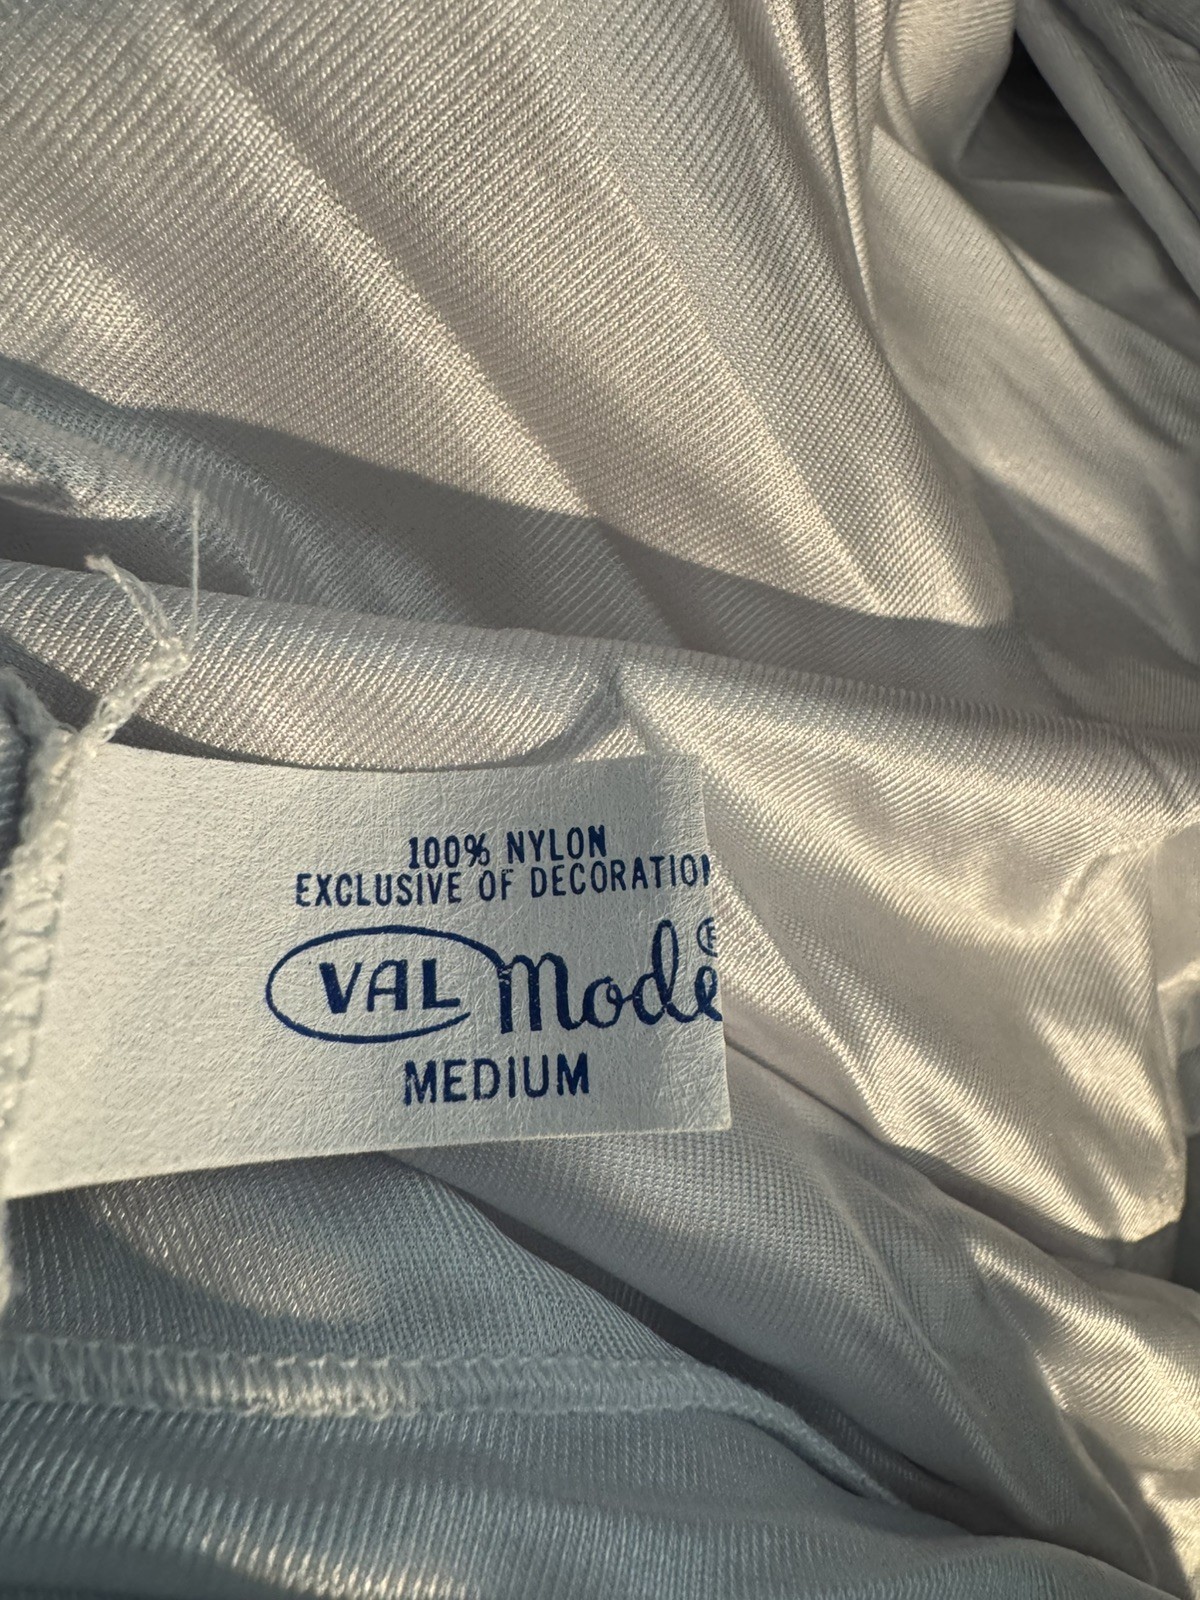 100% NYLON
EXCLUSIVE OF DECORATION
VAL Mode®
MEDIUM